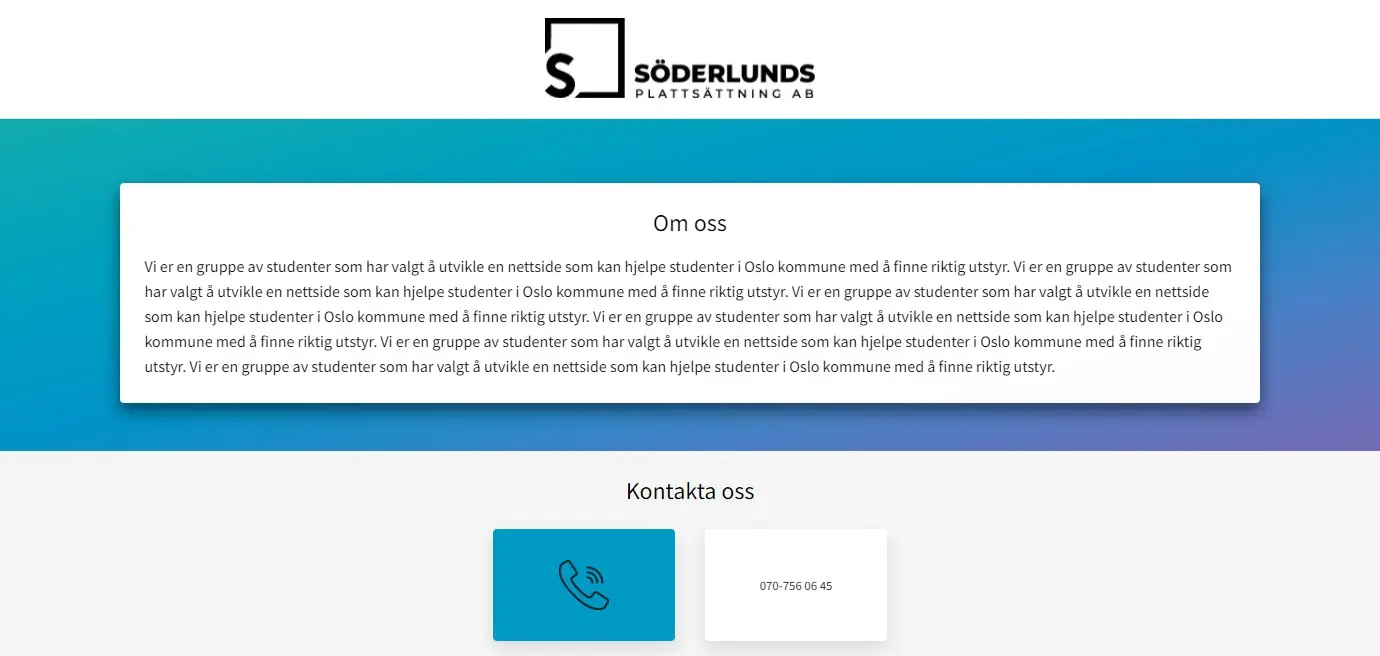 S
SÖDERLUNDS
PLATTSÄTTNING AB
Om oss
Vi er en gruppe av studenter som har valgt å utvikle en nettside som kan hjelpe studenter i Oslo kommune med å finne riktig utstyr. Vi er en gruppe av studenter som
har valgt å utvikle en nettside som kan hjelpe studenter i Oslo kommune med å finne riktig utstyr. Vi er en gruppe av studenter som har valgt å utvikle en nettside
som kan hjelpe studenter i Oslo kommune med å finne riktig utstyr. Vi er en gruppe av studenter som har valgt å utvikle en nettside som kan hjelpe studenter i Oslo
kommune med å finne riktig utstyr. Vi er en gruppe av studenter som har valgt å utvikle en nettside som kan hjelpe studenter i Oslo kommune med å finne riktig
utstyr. Vi er en gruppe av studenter som har valgt å utvikle en nettside som kan hjelpe studenter i Oslo kommune med å finne riktig utstyr.
Kontakta oss
070-756 06 45